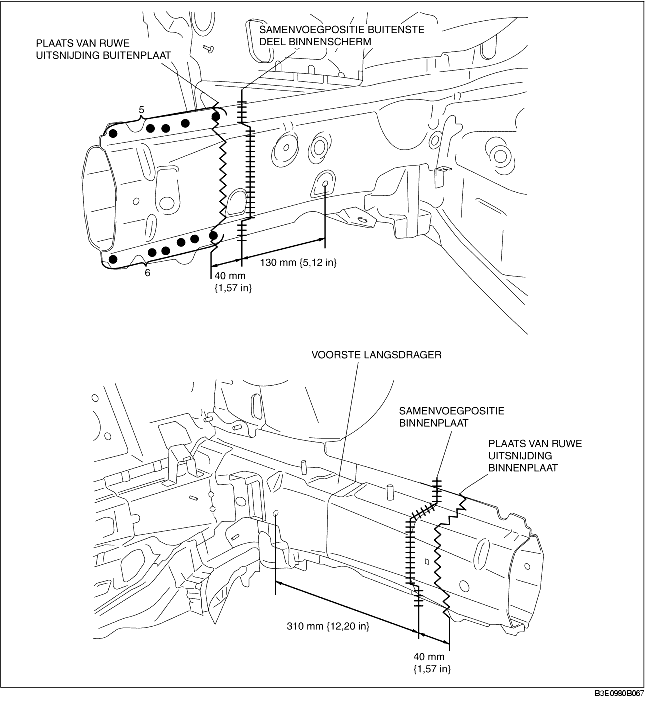 SAMENVOEGPOSITIE BUITENSTE
DEEL BINNENSCHERM
PLAATS VAN RUWE
UITSNIJDING BUITENPLAAT
5
6
130 mm {5,12 in}
40 mm
{1,57 in}
VOORSTE LANGSDRAGER
SAMENVOEGPOSITIE
BINNENPLAAT
PLAATS VAN RUWE
UITSNIJDING
BINNENPLAAT
310 mm {12,20 in}
40 mm
{1,57 in}
B3E0980B067